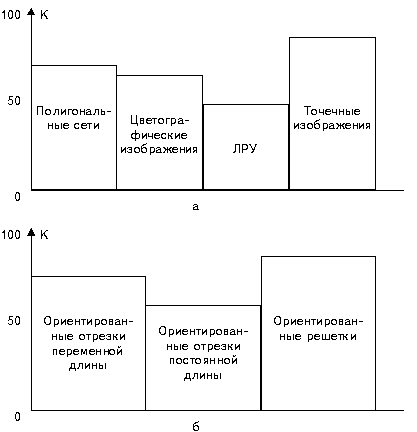 100 К
50
0
Полигональ-
ные сети
Цветогра-
фические
изображения
ЛРУ
Точечные
изображения
а
100 К
50
0
Ориентирован-
ные отрезки
переменной
длины
Ориентирован-
ные отрезки
постоянной
длины
Ориентирован-
ные решетки
б